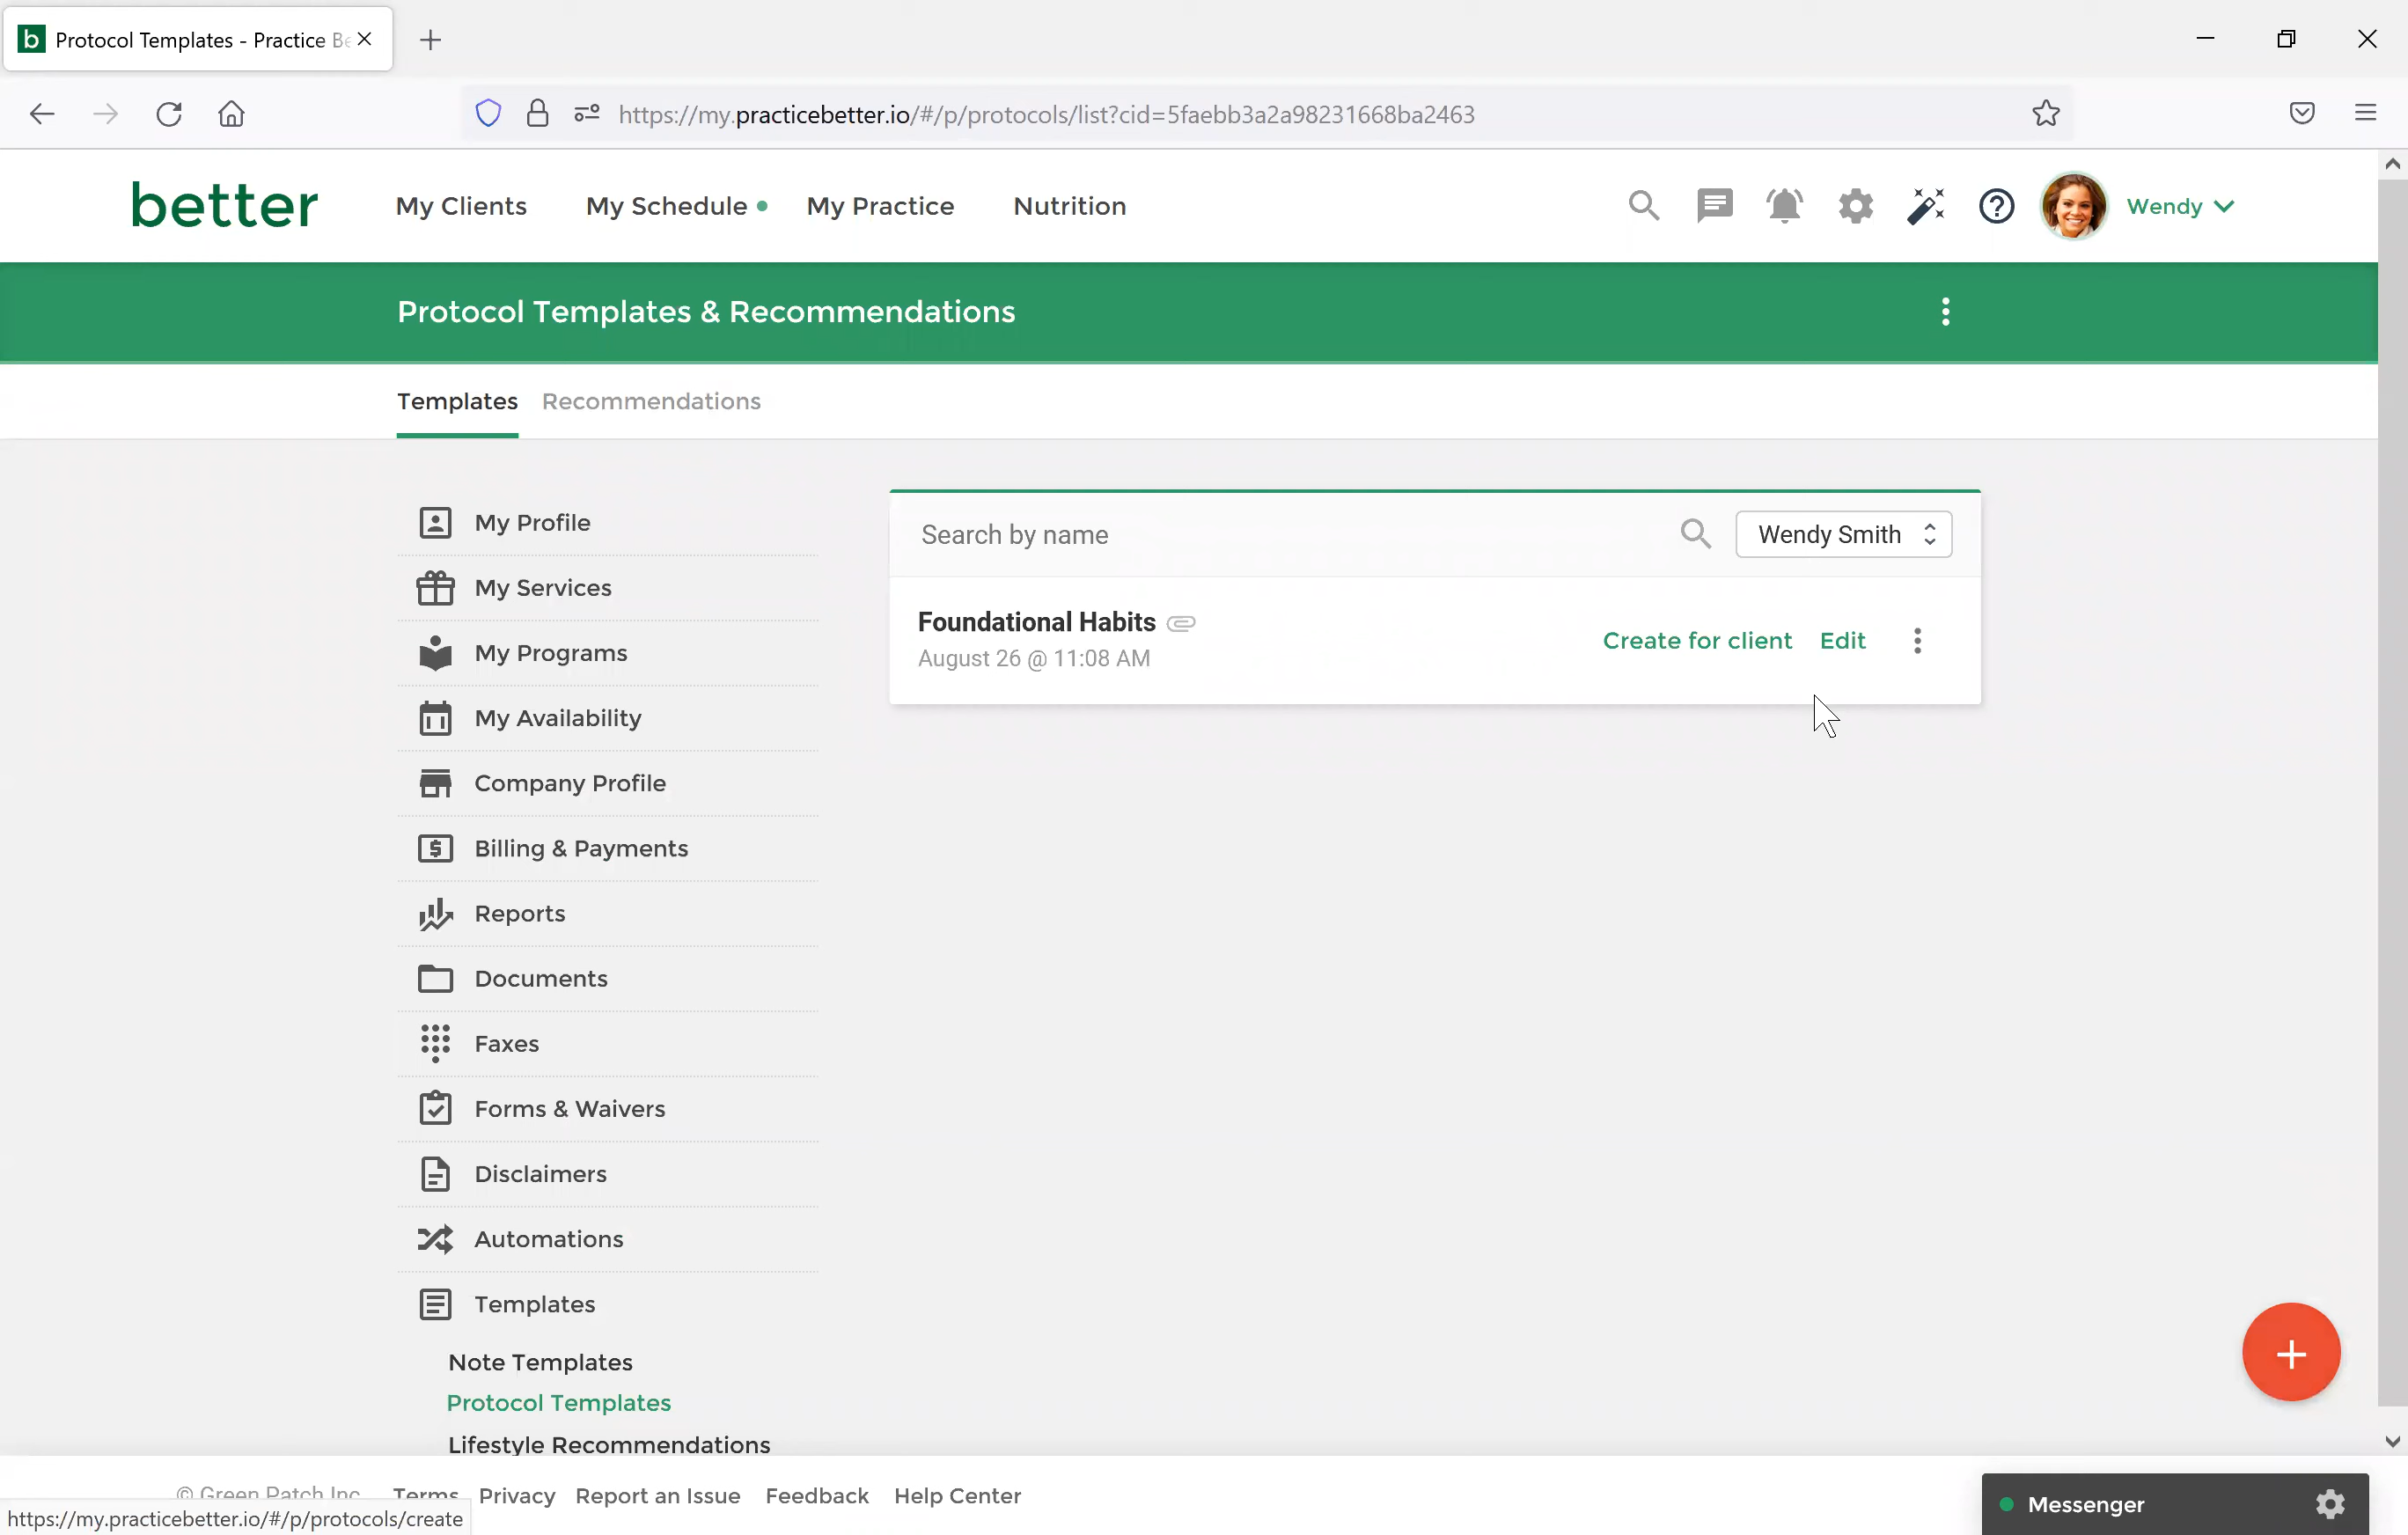 b Protocol Templates - Practice Be
https://my.practicebetter.io/#/p/protocols/list?cid=5faebb3a2a98231668ba2463
better My Clients My Schedule My Practice Nutrition Wendy
Protocol Templates & Recommendations
Templates Recommendations
My Profile
My Services
My Programs
My Availability
Company Profile
Billing & Payments
Reports
Documents
Faxes
Forms & Waivers
Disclaimers
Automations
Templates
Note Templates
Protocol Templates
Lifestyle Recommendations
Search by name Wendy Smith
Foundational Habits
August 26 @ 11:08 AM
Create for client Edit
© Green Patch Inc Terms Privacy Report an Issue Feedback Help Center
https://my.practicebetter.io/#/p/protocols/create
Messenger